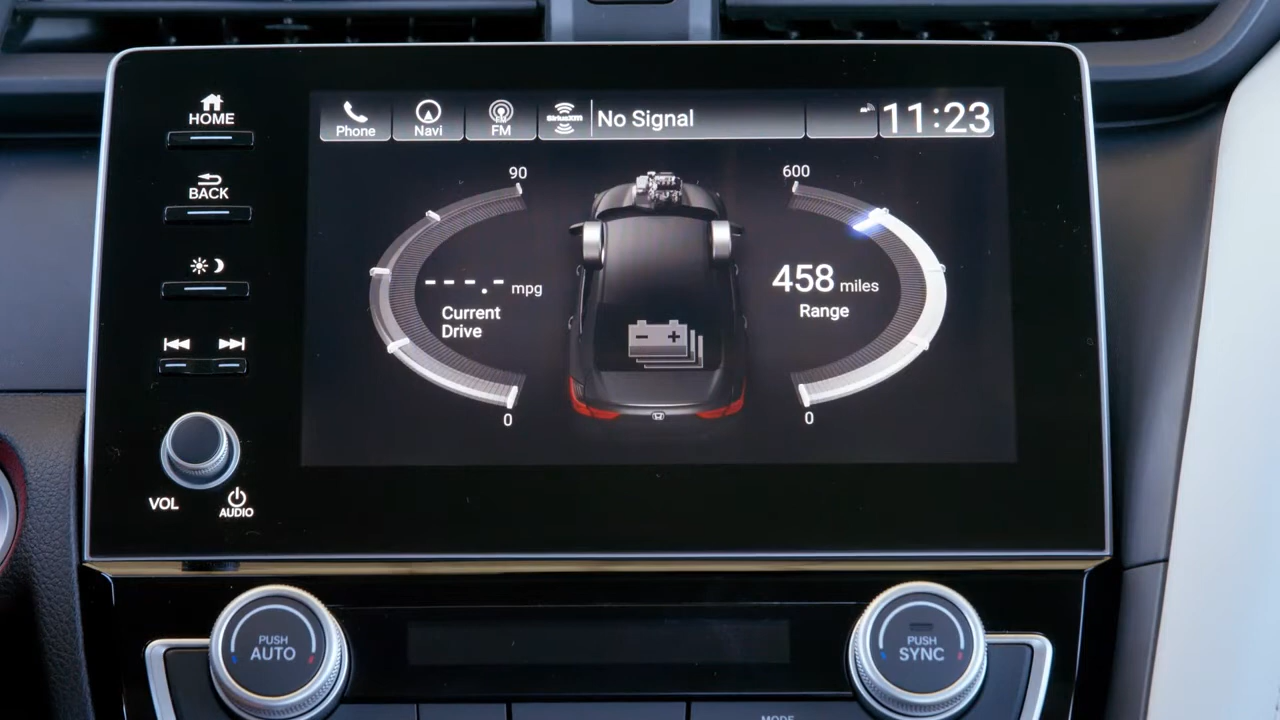 HOME
BACK
VOL
AUDIO
Phone
Navi
FM
SiriusXM
No Signal
11:23
90
---.- mpg
Current
Drive
0
600
458 miles
Range
0
PUSH
AUTO
PUSH
SYNC
MODE